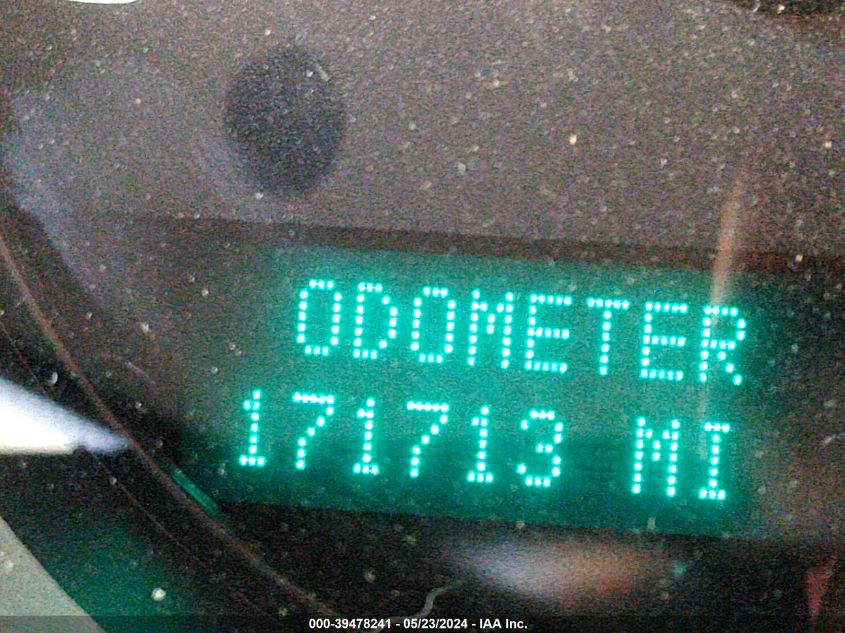 ODOMETER
171713 MI
000-39478241 - 05/23/2024 - IAA Inc.